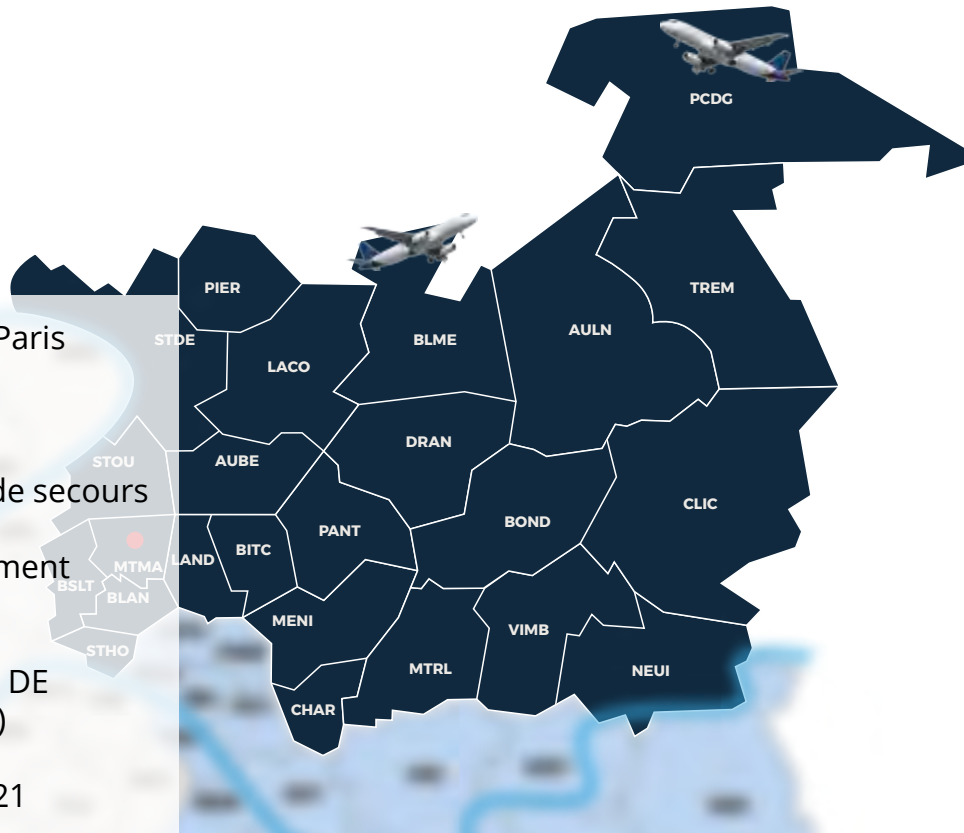 PCDG
PIER
TREM
AULN
Paris
STDE
BLME
LACO
DRAN
STOU
AUBE
de secours
CLIC
BOND
PANT
BITC
LAND
MTMA
ment
BSLT
BLAN
MENI
VIMB
STHO
MTRL
NEUI
DE
CHAR
)
21